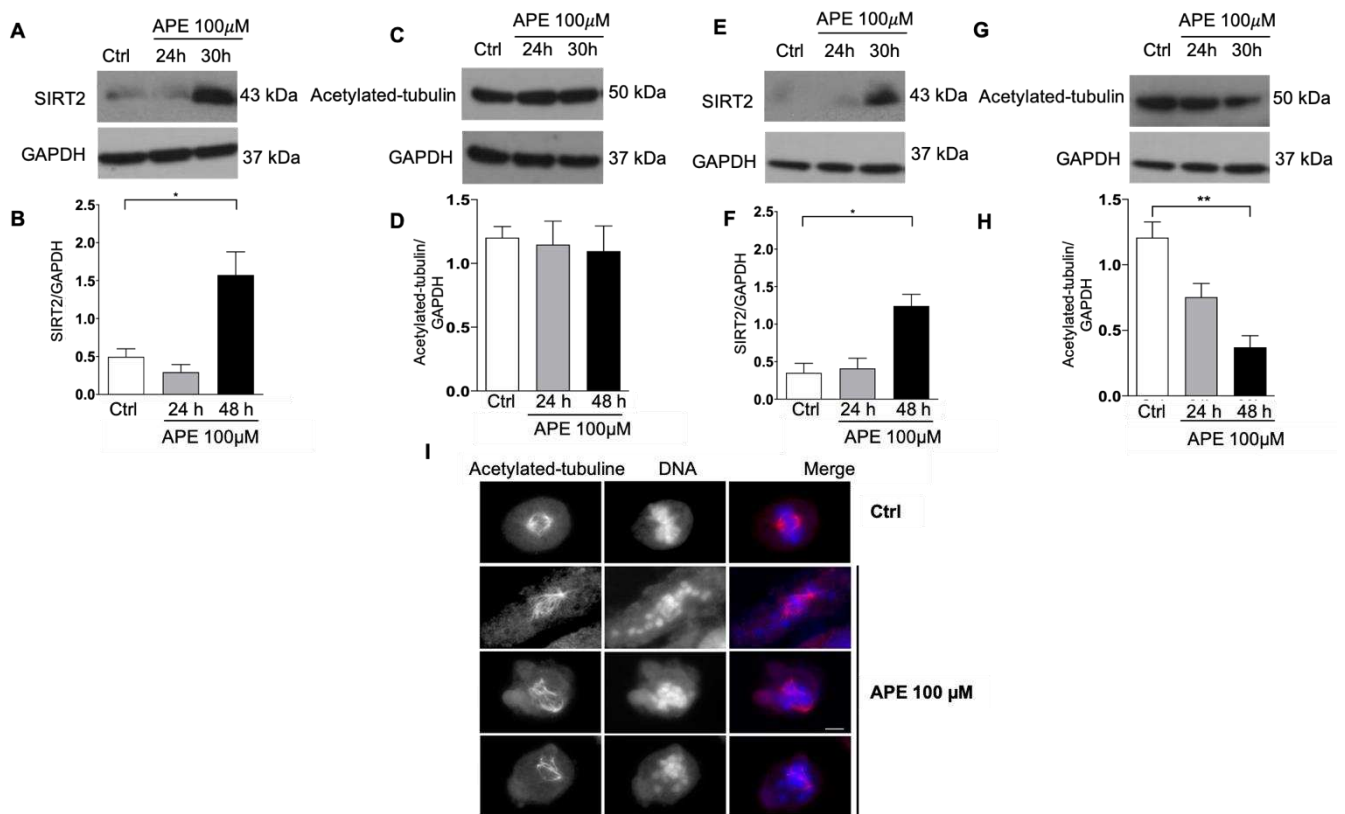 A
APE 100µM
Ctrl 24h 30h
SIRT2 43 kDa
GAPDH 37 kDa
B
*
2.5
2.0
1.5
1.0
0.5
0.0
SIRT2/GAPDH
Ctrl 24 h 48 h
APE 100µM
C
APE 100µM
Ctrl 24h 30h
Acetylated-tubulin 50 kDa
GAPDH 37 kDa
D
1.5
1.0
0.5
0.0
Acetylated-tubulin/
GAPDH
Ctrl 24 h 48 h
APE 100µM
E
APE 100µM
Ctrl 24h 30h
SIRT2 43 kDa
GAPDH 37 kDa
F
*
2.5
2.0
1.5
1.0
0.5
0.0
SIRT2/GAPDH
Ctrl 24 h 48 h
APE 100µM
G
APE 100µM
Ctrl 24h 30h
Acetylated-tubulin 50 kDa
GAPDH 37 kDa
H
**
1.5
1.0
0.5
0.0
Acetylated-tubulin/
GAPDH
Ctrl 24 h 48 h
APE 100µM
I
Acetylated-tubuline DNA Merge
Ctrl
APE 100 µM